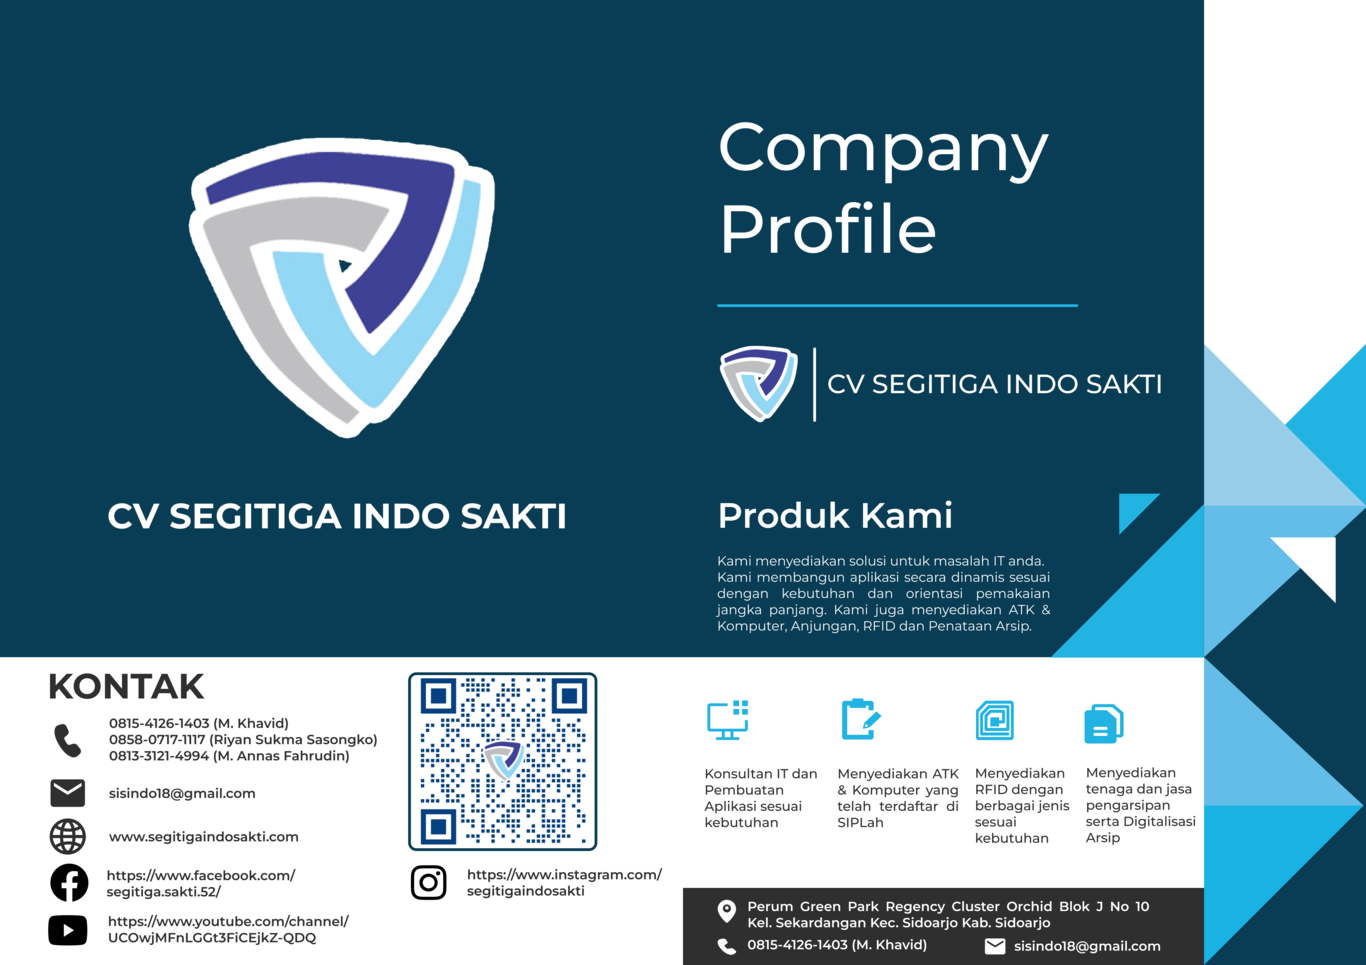 CV SEGITIGA INDO SAKTI
KONTAK
0815-4126-1403 (M. Khavid)
0858-0717-1117 (Riyan Sukma Sasongko)
0813-3121-4994 (M. Annas Fahrudin)
sisindo18@gmail.com
www.segitigaindosakti.com
https://www.facebook.com/
segitiga.sakti.52/
https://www.youtube.com/channel/
UCOwjMFnLGGt3FiCEjkZ-QDQ
https://www.instagram.com/
segitigaindosakti
Company
Profile
CV SEGITIGA INDO SAKTI
Produk Kami
Kami menyediakan solusi untuk masalah IT anda.
Kami membangun aplikasi secara dinamis sesuai
dengan kebutuhan dan orientasi pemakaian
jangka panjang. Kami juga menyediakan ATK &
Komputer, Anjungan, RFID dan Penataan Arsip.
Konsultan IT dan
Pembuatan
Aplikasi sesuai
kebutuhan
Menyediakan ATK
& Komputer yang
telah terdaftar di
SIPLah
Menyediakan
RFID dengan
berbagai jenis
sesuai
kebutuhan
Menyediakan
tenaga dan jasa
pengarsipan
serta Digitalisasi
Arsip
Perum Green Park Regency Cluster Orchid Blok J No 10
Kel. Sekardangan Kec. Sidoarjo Kab. Sidoarjo
0815-4126-1403 (M. Khavid)
sisindo18@gmail.com